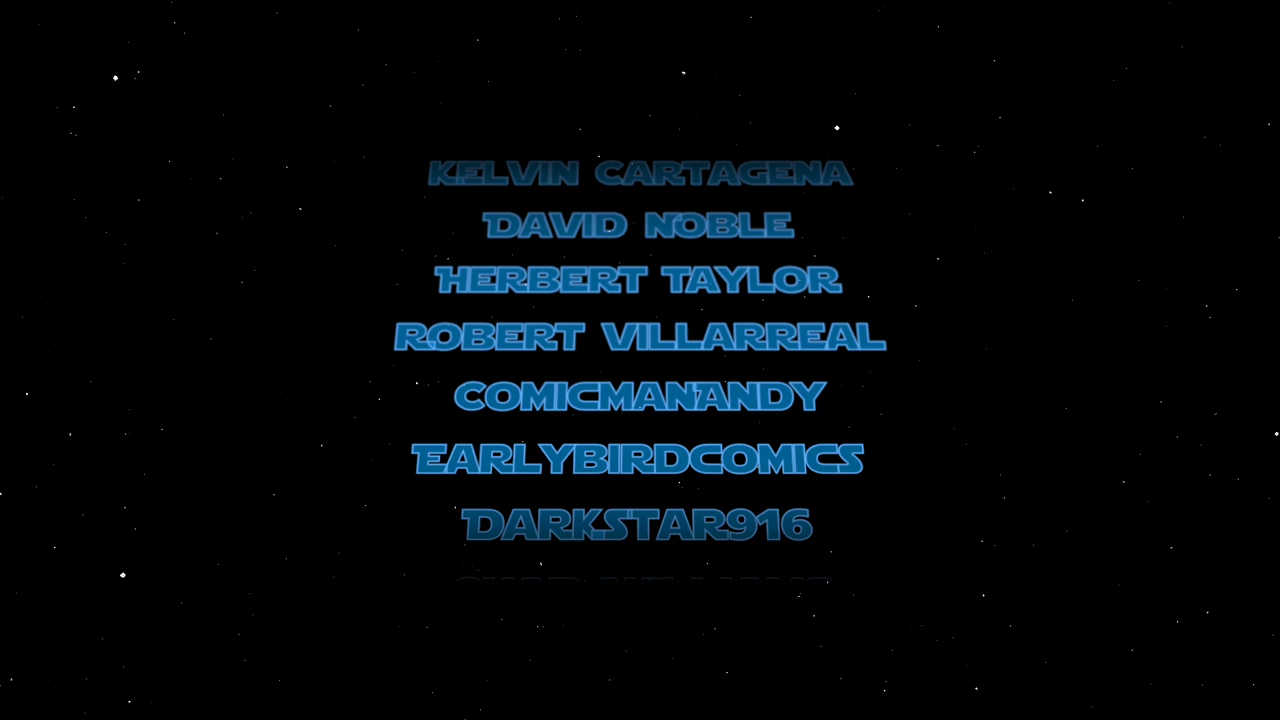 KELVIN CARTAGENA
DAVID NOBLE
HERBERT TAYLOR
ROBERT VILLARREAL
COMICMANANDY
EARLYBIRDCOMICS
DARKSTAR916